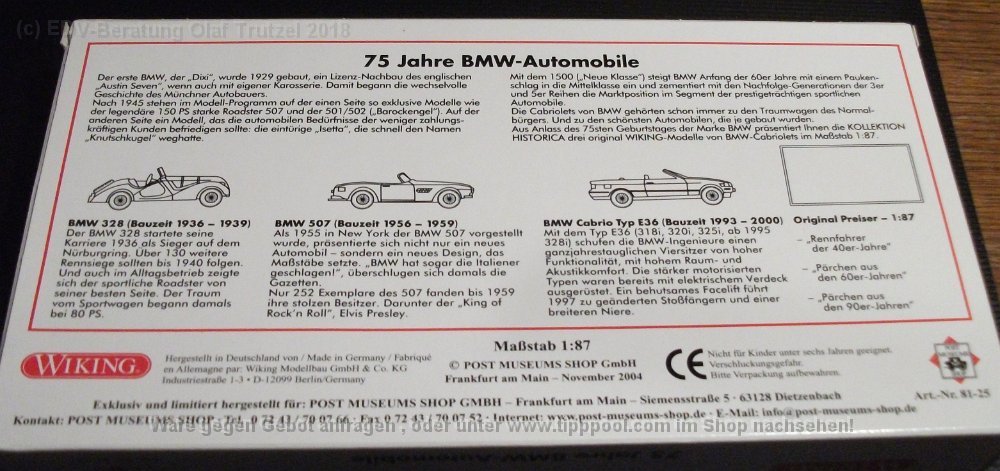 (c) EMV-Beratung Olaf Trutzel 2018
75 Jahre BMW-Automobile
Der erste BMW, der „Dixi", wurde 1929 gebaut, ein Lizenz-Nachbau des englischen
„Austin Seven", wenn auch mit eigener Karosserie. Damit begann die wechselvolle
Geschichte des Münchner Autobauers.
Nach 1945 stehen im Modell-Programm auf der einen Seite so exklusive Modelle wie
der legendäre 150 PS starke Roadster 507 und der 501/502 („Barockengel"). Auf der
anderen Seite ein Modell, das die automobilen Bedürfnisse der weniger zahlungs-
kräftigen Kunden befriedigen sollte: die eintürige „Isetta", die schnell den Namen
„Knutschkugel" weghatte.
Mit dem 1500 („Neue Klasse") steigt BMW Anfang der 60er Jahre mit einem Pauken-
schlag in die Mittelklasse ein und zementiert mit den Nachfolge-Generationen der 3er
und 5er Reihen die Marktposition im Segment der prestigeträchtigen sportlichen
Automobile.
Die Cabriolets von BMW gehörten schon immer zu den Traumwagen des Normal-
bürgers. Und zu den schönsten Automobilen, die je gebaut wurden.
Aus Anlass des 75sten Geburtstages der Marke BMW präsentiert Ihnen die KOLLEKTION
HISTORICA drei original WIKING-Modelle von BMW-Cabriolets im Maßstab 1:87.
BMW 328 (Bauzeit 1936 – 1939)
Der BMW 328 startete seine
Karriere 1936 als Sieger auf dem
Nürburgring. Über 130 weitere
Rennsiege sollten bis 1940 folgen.
Und auch im Alltagsbetrieb zeigte
sich der sportliche Roadster von
seiner besten Seite. Der Traum
vom Sportwagen begann damals
bei 80 PS.
BMW 507 (Bauzeit 1956 – 1959)
Als 1955 in New York der BMW 507 vorgestellt
wurde, präsentierte sich nicht nur ein neues
Automobil – sondern ein neues Design, das
Maßstäbe setzte. „BMW hat sogar die Italiener
geschlagen!", überschlugen sich damals die
Gazetten.
Nur 252 Exemplare des 507 fanden bis 1959
ihre stolzen Besitzer. Darunter der „King of
Rock'n Roll", Elvis Presley.
BMW Cabrio Typ E36 (Bauzeit 1993 – 2000)
Mit dem Typ E36 (318i, 320i, 325i, ab 1995
328i) schufen die BMW-Ingenieure einen
ganzjahrestauglichen Viersitzer von hoher
Funktionalität, mit hohem Raum- und
Akustikkomfort. Die stärker motorisierten
Typen waren bereits mit elektrischem Verdeck
ausgerüstet. Ein behutsames Facelift führt
1997 zu geänderten Stoßfängern und einer
breiteren Niere.
Original Preiser – 1:87
– „Rennfahrer
der 40er-Jahre"
– „Pärchen aus
den 60er-Jahren"
– „Pärchen aus
den 90er-Jahren"
WIKING
Hergestellt in Deutschland von / Made in Germany / Fabriqué
en Allemagne par: Wiking Modellbau GmbH & Co. KG
Industriestraße 1-3 • D-12099 Berlin/Germany
Maßstab 1:87
© POST MUSEUMS SHOP GmbH
Frankfurt am Main – November 2004
CE
Nicht für Kinder unter sechs Jahren geeignet.
Verschluckungsgefahr.
Bitte Verpackung aufbewahren.
POST
MUSEUMS
SHOP
Art.-Nr. 81-25
Exklusiv und limitiert hergestellt für: POST MUSEUMS SHOP GMBH – Frankfurt am Main – Siemensstraße 5 - 63128 Dietzenbach
Kontakt: POST MUSEUMS SHOP - Tel. 0 72 43 / 70 07 66 - Fax 0 72 43 / 70 07 52 - Internet: www.post-museums-shop.de - E-Mail: info@post-museums-shop.de
Ware gegen Gebot anfragen , oder unter www.tipppool.com im Shop nachsehen!
75 Jahre BMW-Automobile